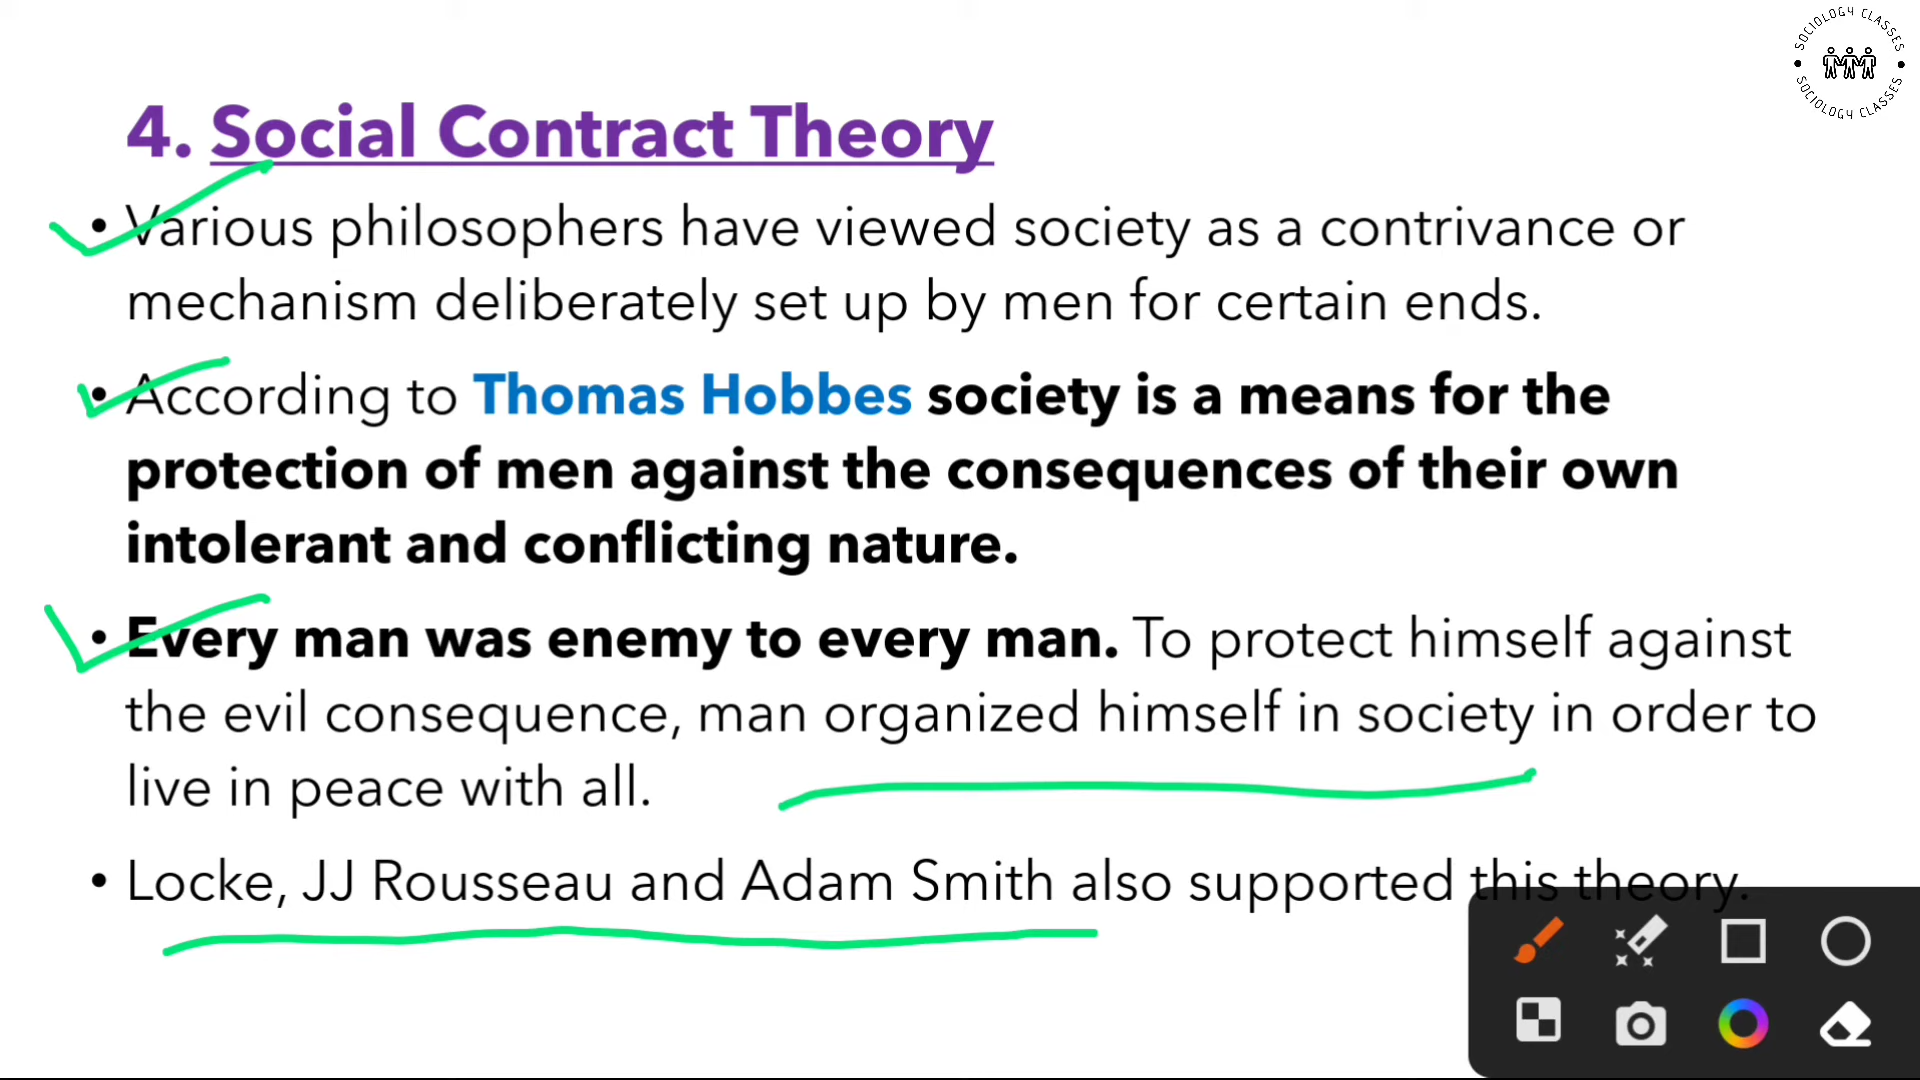 SOCIOLOGY CLASSES
SOCIOLOGY CLASSES
4. Social Contract Theory
• Various philosophers have viewed society as a contrivance or
mechanism deliberately set up by men for certain ends.
• According to Thomas Hobbes society is a means for the
protection of men against the consequences of their own
intolerant and conflicting nature.
• Every man was enemy to every man. To protect himself against
the evil consequence, man organized himself in society in order to
live in peace with all.
• Locke, JJ Rousseau and Adam Smith also supported this theory.